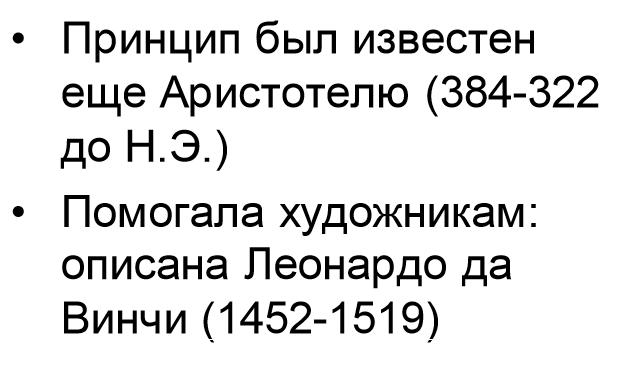 • Принцип был известен
еще Аристотелю (384-322
до Н.Э.)
• Помогала художникам:
описана Леонардо да
Винчи (1452-1519)